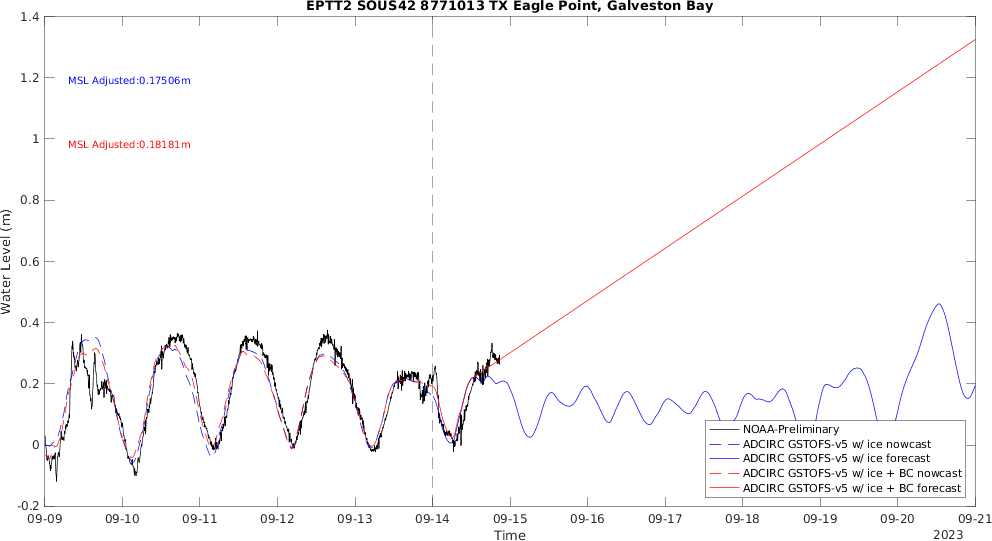 EPTT2 SOUS42 8771013 TX Eagle Point, Galveston Bay
1.4
1.2
1
0.8
0.6
0.4
0.2
0
-0.2
Water Level (m)
MSL Adjusted:0.17506m
MSL Adjusted:0.18181m
NOAA-Preliminary
ADCIRC GSTOFS-v5 w/ ice nowcast
ADCIRC GSTOFS-v5 w/ ice forecast
ADCIRC GSTOFS-v5 w/ ice + BC nowcast
ADCIRC GSTOFS-v5 w/ ice + BC forecast
09-09 09-10 09-11 09-12 09-13 09-14 09-15 09-16 09-17 09-18 09-19 09-20 09-21
Time
2023